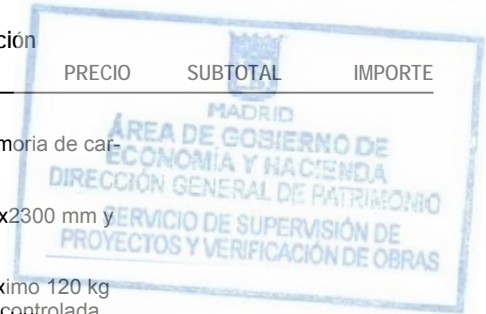 ción
PRECIO SUBTOTAL IMPORTE
MADRID
moria de car-
ÁREA DE GOBIERNO DE
ECONOMÍA Y HACIENDA
DIRECCIÓN GENERAL DE PATRIMONIO
x2300 mm y
SERVICIO DE SUPERVISIÓN DE
PROYECTOS Y VERIFICACIÓN DE OBRAS
ximo 120 kg
controlada